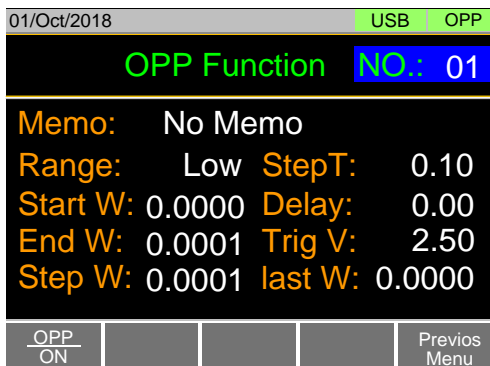 01/Oct/2018 USB OPP
OPP Function NO.: 01
Memo: No Memo
Range: Low StepT: 0.10
Start W: 0.0000 Delay: 0.00
End W: 0.0001 Trig V: 2.50
Step W: 0.0001 last W: 0.0000
OPP
ON
Previos
Menu